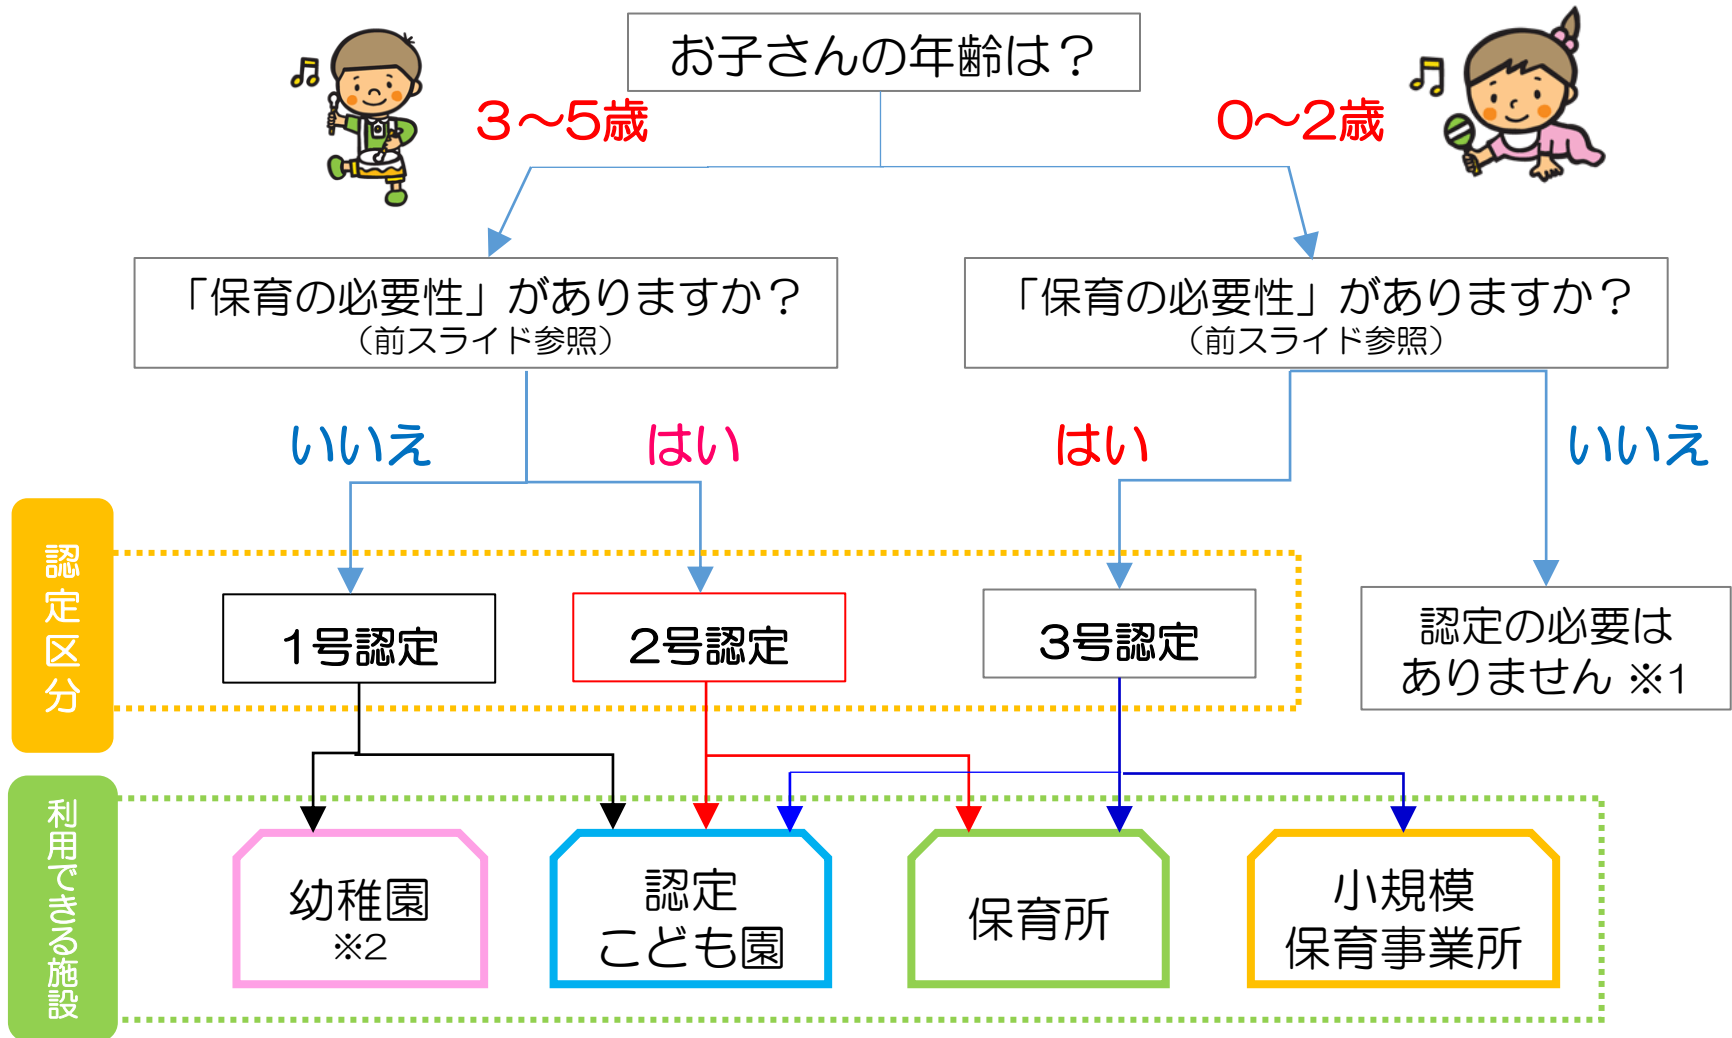 お子さんの年齢は？
３～５歳
０～２歳
「保育の必要性」がありますか？
（前スライド参照）
「保育の必要性」がありますか？
（前スライド参照）
いいえ
はい
はい
いいえ
認定区分
１号認定
２号認定
３号認定
認定の必要は
ありません ※1
利用できる施設
幼稚園
※2
認定
こども園
保育所
小規模
保育事業所